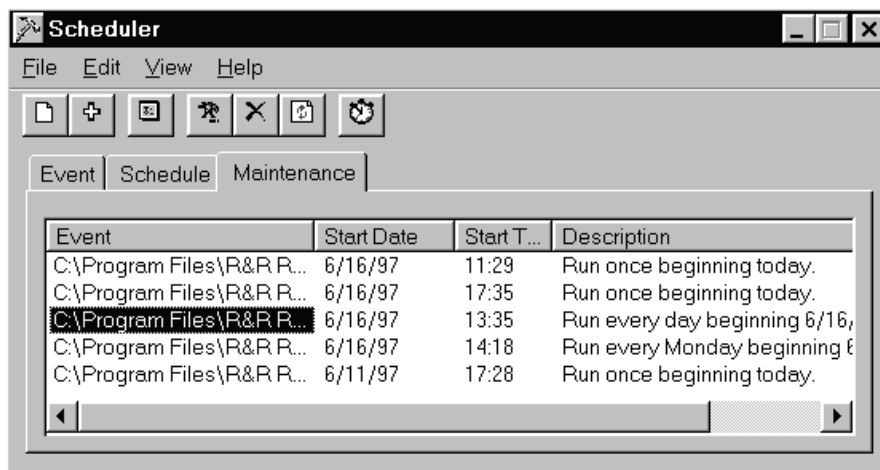 Scheduler
File Edit View Help
Event Schedule Maintenance
Event Start Date Start T... Description
C:\Program Files\R&R R... 6/16/97 11:29 Run once beginning today.
C:\Program Files\R&R R... 6/16/97 17:35 Run once beginning today.
C:\Program Files\R&R R... 6/16/97 13:35 Run every day beginning 6/16,
C:\Program Files\R&R R... 6/16/97 14:18 Run every Monday beginning 6
C:\Program Files\R&R R... 6/11/97 17:28 Run once beginning today.